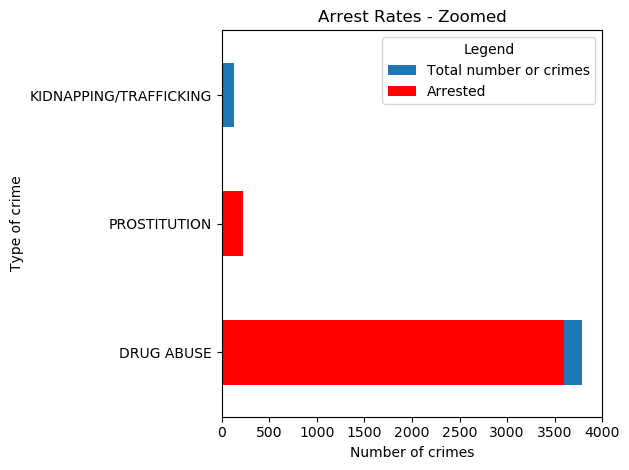 Arrest Rates - Zoomed
Legend
Total number or crimes
Arrested
KIDNAPPING/TRAFFICKING
PROSTITUTION
DRUG ABUSE
Type of crime
0 500 1000 1500 2000 2500 3000 3500 4000
Number of crimes